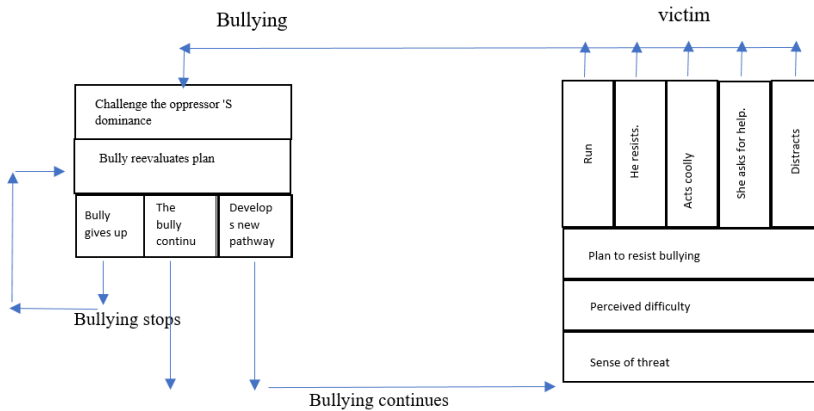 Bullying
victim
Challenge the oppressor 'S
dominance
Bully reevaluates plan
Bully
gives up
The
bully
continu
Develop
s new
pathway
Bullying stops
Bullying continues
Run
He resists.
Acts coolly
She asks for help.
Distracts
Plan to resist bullying
Perceived difficulty
Sense of threat